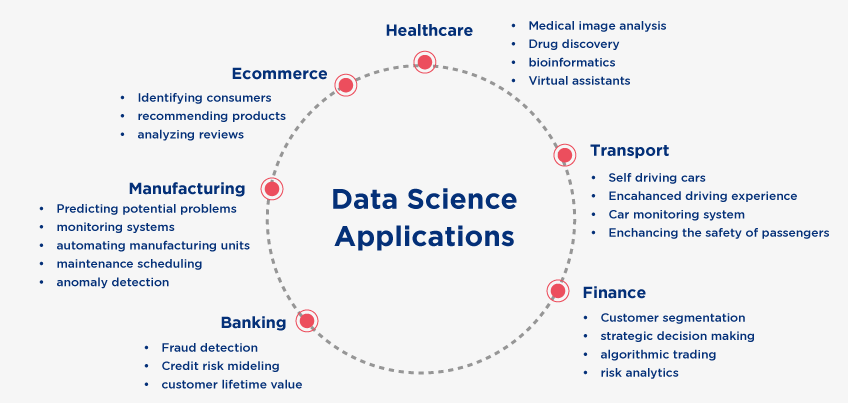 Data Science
Applications
Healthcare
• Medical image analysis
• Drug discovery
• bioinformatics
• Virtual assistants
Transport
• Self driving cars
• Encahanced driving experience
• Car monitoring system
• Enchancing the safety of passengers
Finance
• Customer segmentation
• strategic decision making
• algorithmic trading
• risk analytics
Banking
• Fraud detection
• Credit risk mideling
• customer lifetime value
Manufacturing
• Predicting potential problems
• monitoring systems
• automating manufacturing units
• maintenance scheduling
• anomaly detection
Ecommerce
• Identifying consumers
• recommending products
• analyzing reviews